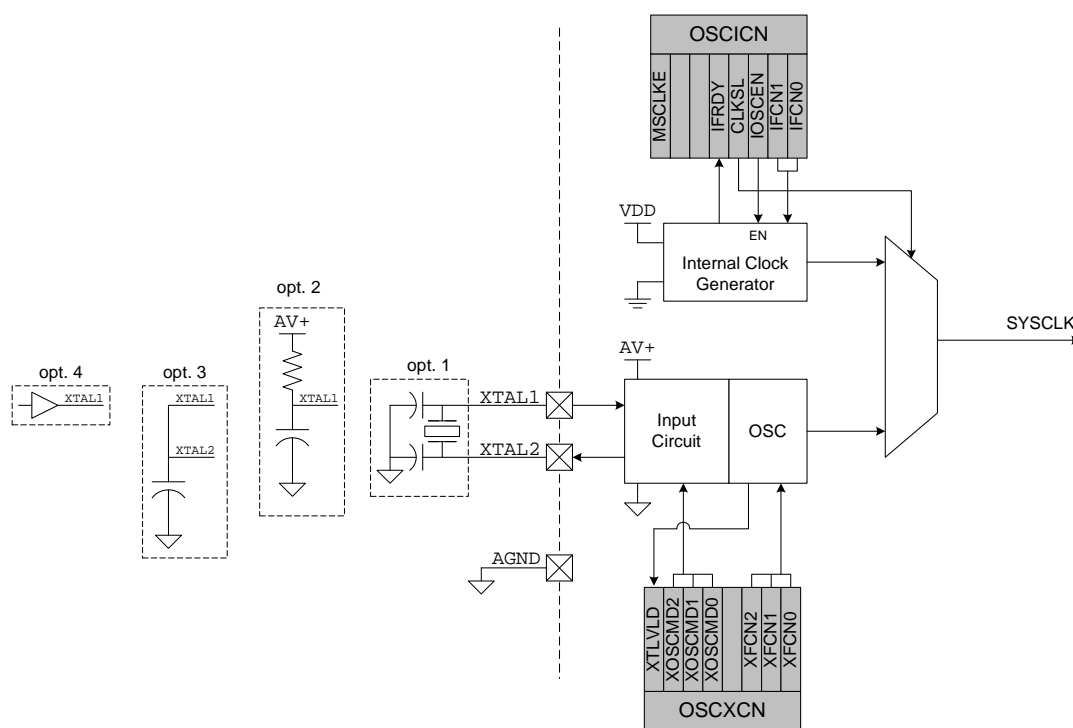 OSCICN
MSCLKE
IFRDY
CLKSL
IOSCEN
IFCN1
IFCN0
VDD
EN
Internal Clock
Generator
opt. 2
AV+
XTAL1
SYSCLK
opt. 4
XTAL1
opt. 3
XTAL1
XTAL2
opt. 1
XTAL1
XTAL2
AV+
Input
Circuit
OSC
AGND
XTLVLD
XOSCMD2
XOSCMD1
XOSCMD0
XFCN2
XFCN1
XFCN0
OSCXCN